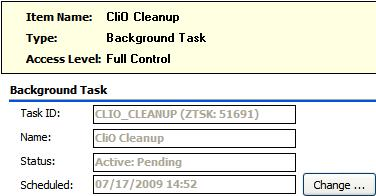 Item Name: CliO Cleanup
Type: Background Task
Access Level: Full Control
Background Task
Task ID: CLIO_CLEANUP (ZTSK: 51691)
Name: CliO Cleanup
Status: Active: Pending
Scheduled: 07/17/2009 14:52 Change ...